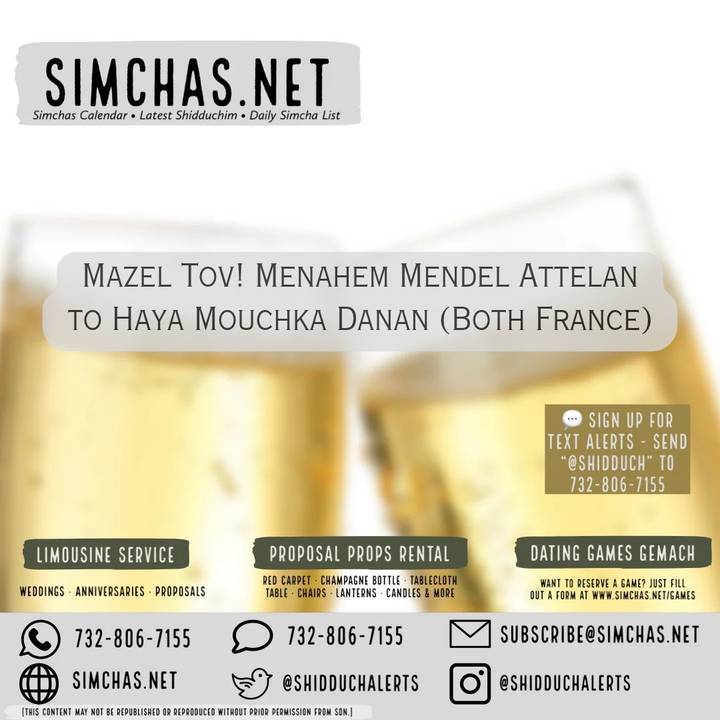 SIMCHAS.NET
Simchas Calendar • Latest Shidduchim • Daily Simcha List
MAZEL TOV! MENAHEM MENDEL ATTELAN
TO HAYA MOUCHKA DANAN (BOTH FRANCE)
💬 SIGN UP FOR
TEXT ALERTS - SEND
"@SHIDDUCH" TO
732-806-7155
LIMOUSINE SERVICE
WEDDINGS · ANNIVERSARIES · PROPOSALS
PROPOSAL PROPS RENTAL
RED CARPET · CHAMPAGNE BOTTLE · TABLECLOTH
TABLE · CHAIRS · LANTERNS · CANDLES & MORE
DATING GAMES GEMACH
WANT TO RESERVE A GAME? JUST FILL
OUT A FORM AT WWW.SIMCHAS.NET/GAMES
732-806-7155
732-806-7155
SUBSCRIBE@SIMCHAS.NET
SIMCHAS.NET
@SHIDDUCHALERTS
@SHIDDUCHALERTS
[THIS CONTENT MAY NOT BE REPUBLISHED OR REPRODUCED WITHOUT PRIOR PERMISSION FROM SDN.]